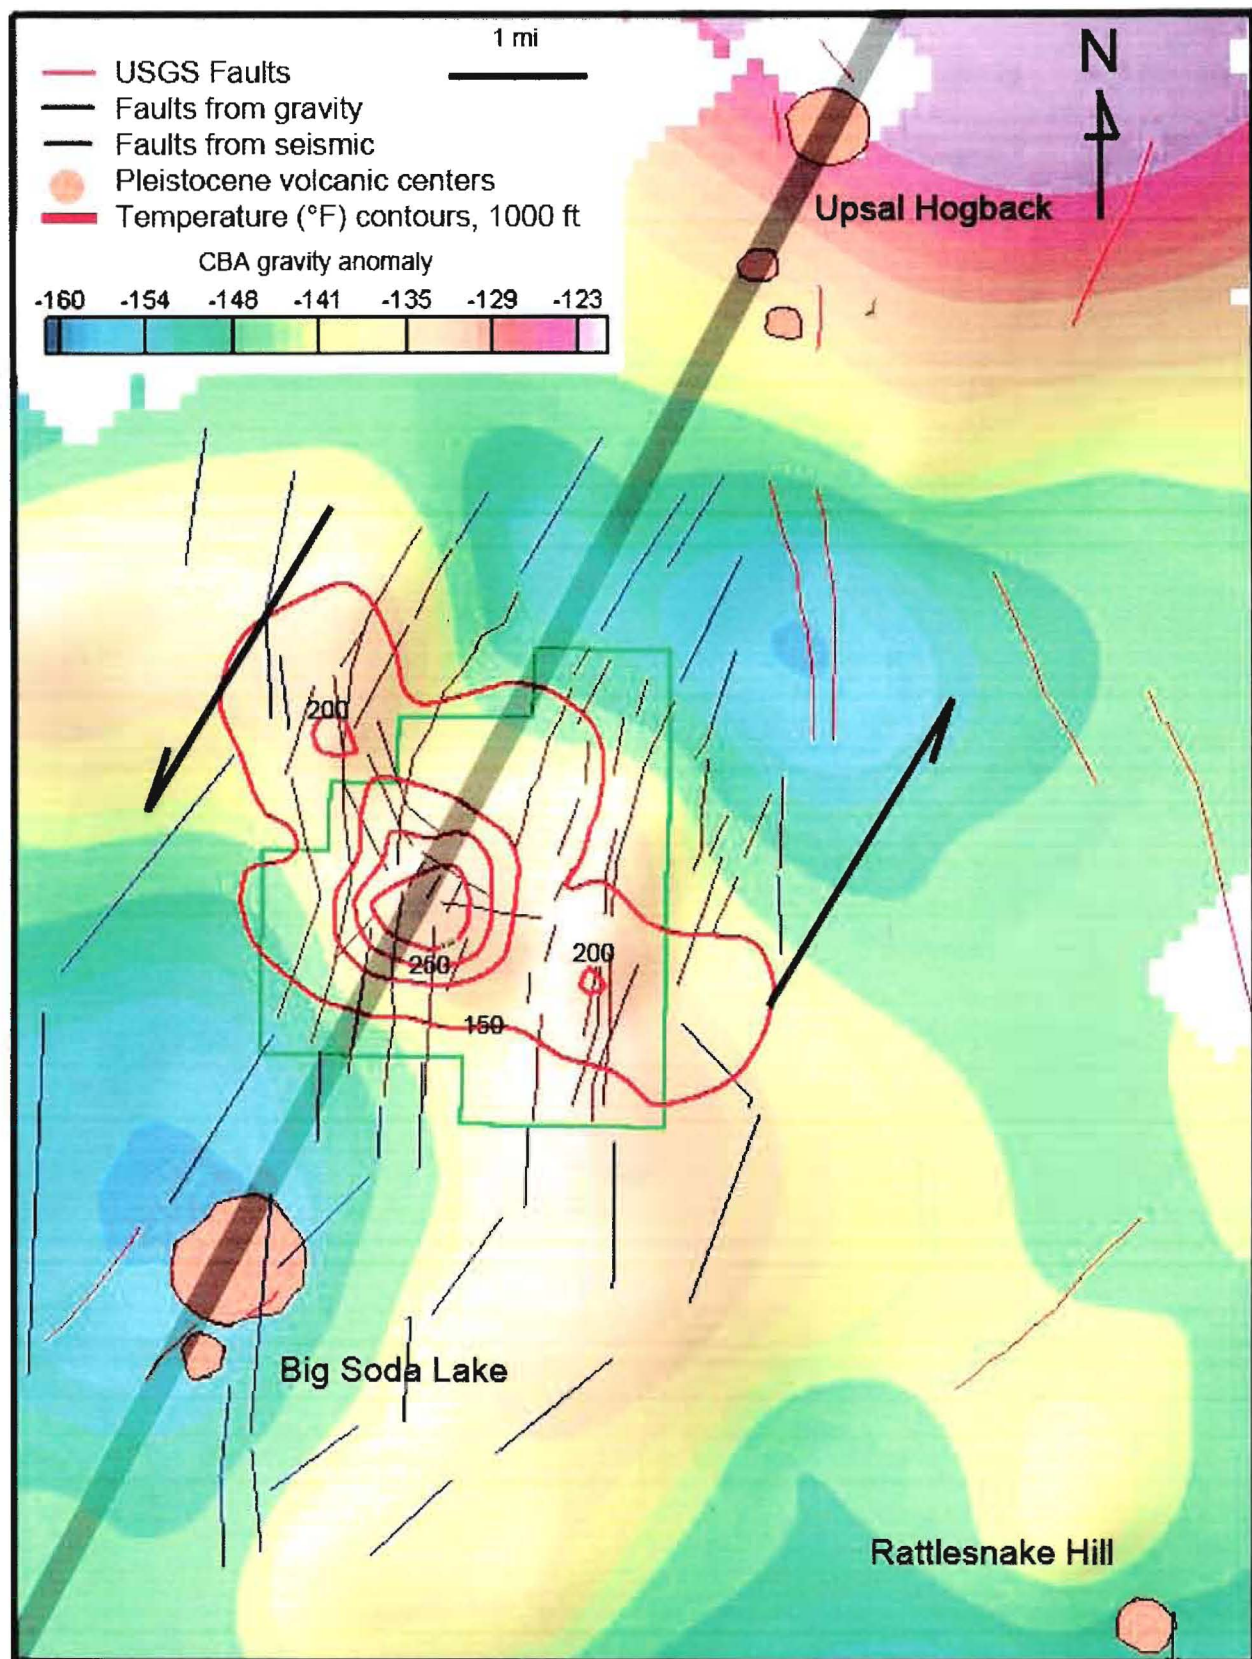 1 mi
N
USGS Faults
Faults from gravity
Faults from seismic
Pleistocene volcanic centers
Temperature (°F) contours, 1000 ft
CBA gravity anomaly
-160 -154 -148 -141 -135 -129 -123
Upsal Hogback
200
200
250
150
Big Soda Lake
Rattlesnake Hill